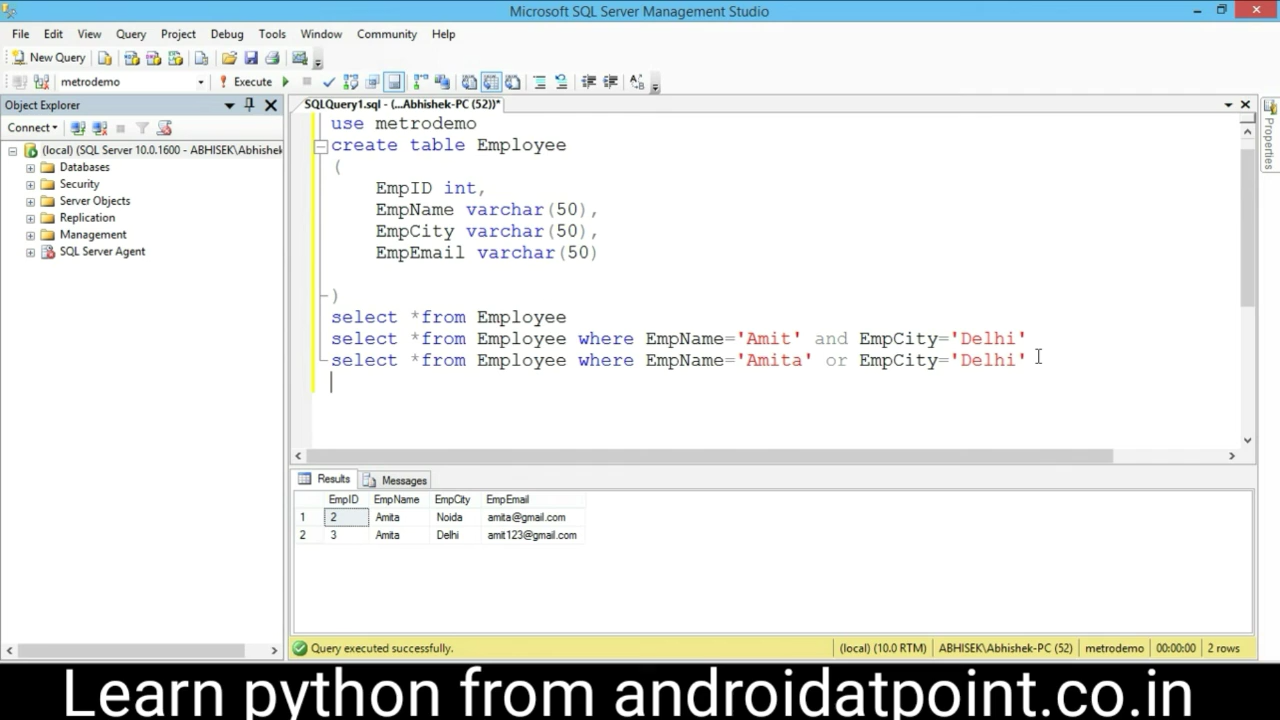 Microsoft SQL Server Management Studio
File Edit View Query Project Debug Tools Window Community Help
New Query
metrodemo Execute
Object Explorer
SQLQuery1.sql - (...Abhishek-PC (52))*
Connect
(local) (SQL Server 10.0.1600 - ABHISEK\Abhishek
Databases
Security
Server Objects
Replication
Management
SQL Server Agent
use metrodemo
create table Employee
(
EmpID int,
EmpName varchar(50),
EmpCity varchar(50),
EmpEmail varchar(50)
)
select *from Employee
select *from Employee where EmpName='Amit' and EmpCity='Delhi'
select *from Employee where EmpName='Amita' or EmpCity='Delhi'
Properties
Results Messages
EmpID EmpName EmpCity EmpEmail
1 2 Amita Noida amita@gmail.com
2 3 Amita Delhi amit123@gmail.com
Query executed successfully. (local) (10.0 RTM) ABHISEK\Abhishek-PC (52) metrodemo 00:00:00 2 rows
Learn python from androidatpoint.co.in